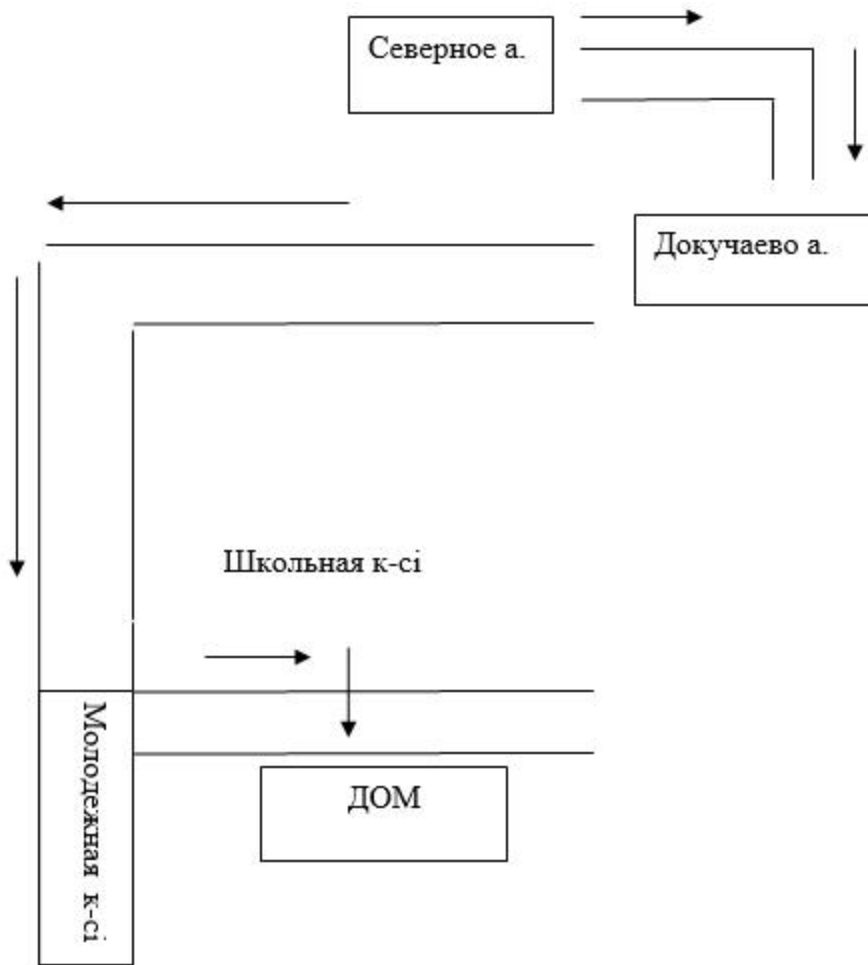 Северное а.
Докучаево а.
Школьная к-сі
Молодежная к-сі
ДОМ